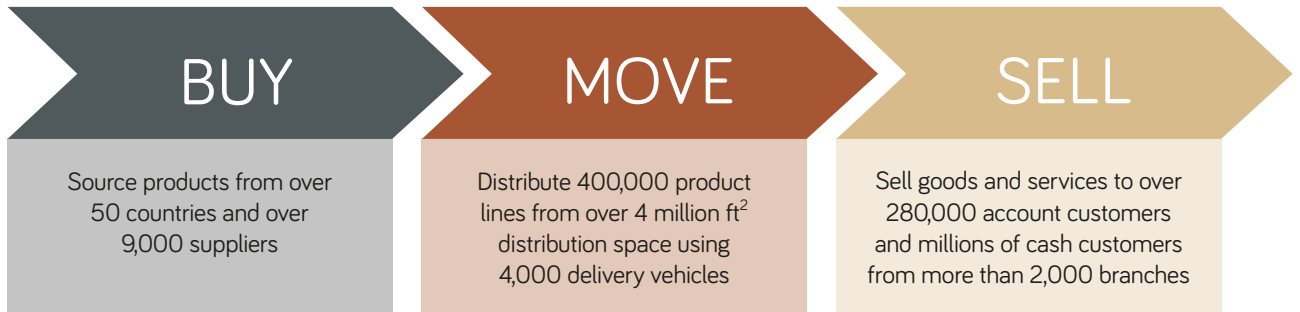 BUY
Source products from over
50 countries and over
9,000 suppliers
MOVE
Distribute 400,000 product
lines from over 4 million ft²
distribution space using
4,000 delivery vehicles
SELL
Sell goods and services to over
280,000 account customers
and millions of cash customers
from more than 2,000 branches